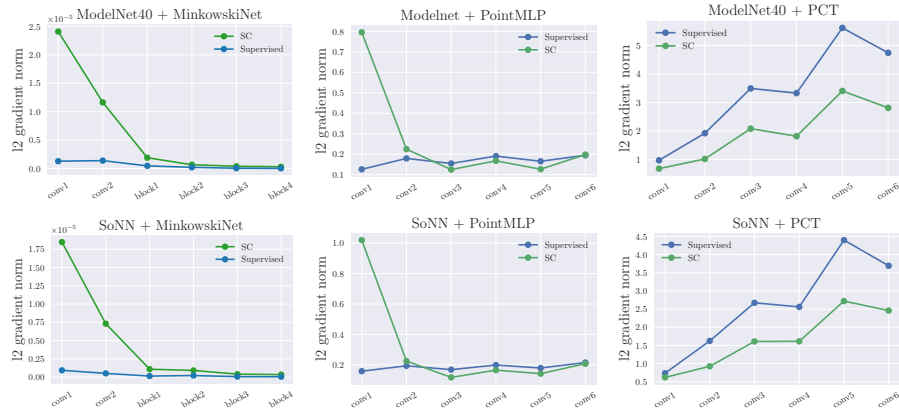 ModelNet40 + MinkowskiNet
×10⁻⁵
l2 gradient norm
2.5
2.0
1.5
1.0
0.5
0.0
SC
Supervised
conv1
conv2
block1
block2
block3
block4
Modelnet + PointMLP
l2 gradient norm
0.8
0.7
0.6
0.5
0.4
0.3
0.2
0.1
Supervised
SC
conv1
conv2
conv3
conv4
conv5
conv6
ModelNet40 + PCT
l2 gradient norm
5
4
3
2
1
Supervised
SC
conv1
conv2
conv3
conv4
conv5
conv6
SoNN + MinkowskiNet
×10⁻⁵
l2 gradient norm
1.75
1.50
1.25
1.00
0.75
0.50
0.25
0.00
SC
Supervised
conv1
conv2
block1
block2
block3
block4
SoNN + PointMLP
l2 gradient norm
1.0
0.8
0.6
0.4
0.2
Supervised
SC
conv1
conv2
conv3
conv4
conv5
conv6
SoNN + PCT
l2 gradient norm
4.5
4.0
3.5
3.0
2.5
2.0
1.5
1.0
0.5
Supervised
SC
conv1
conv2
conv3
conv4
conv5
conv6